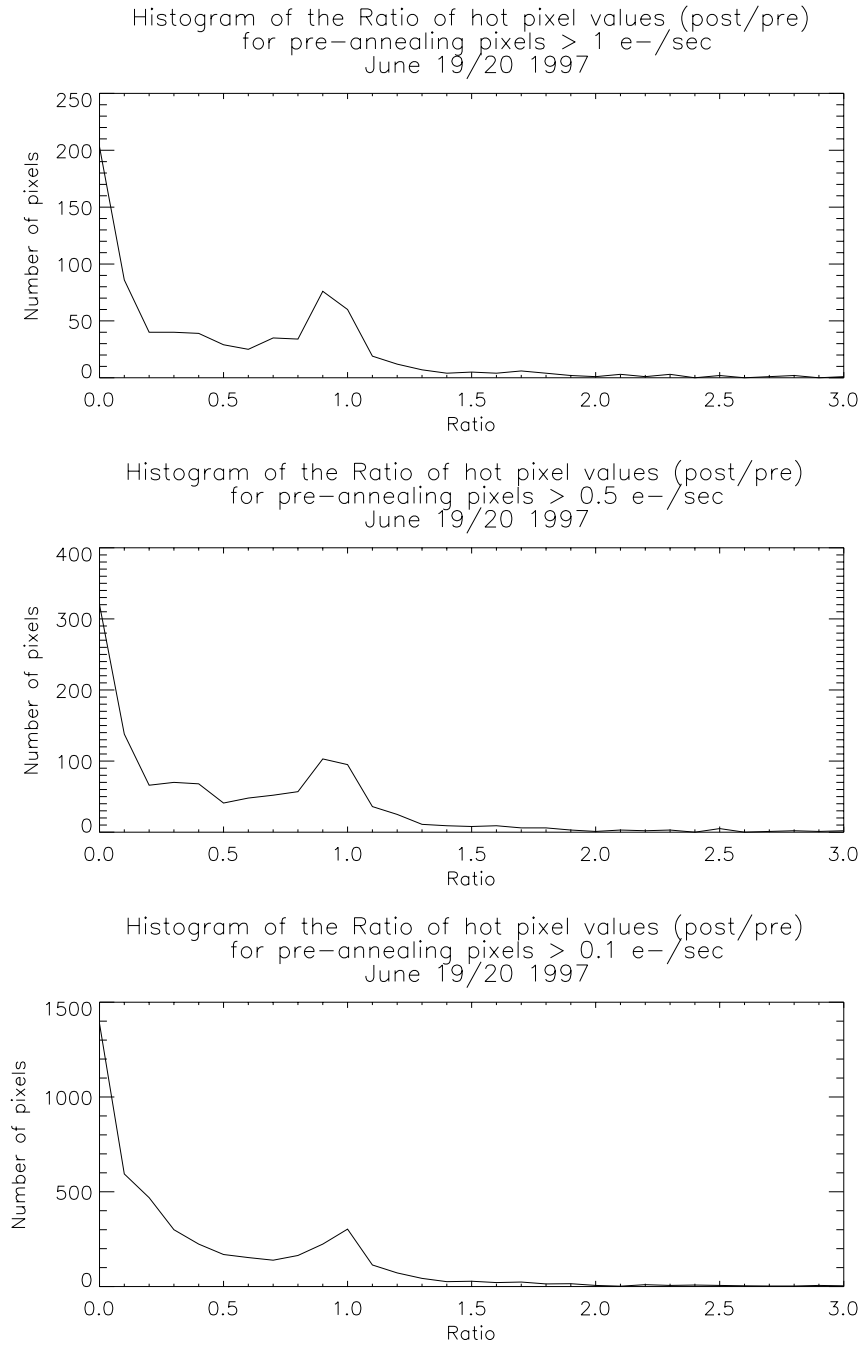 Histogram of the Ratio of hot pixel values (post/pre)
for pre-annealing pixels > 1 e-/sec
June 19/20 1997
250
200
150
100
50
0
Number of pixels
0.0 0.5 1.0 1.5 2.0 2.5 3.0
Ratio
Histogram of the Ratio of hot pixel values (post/pre)
for pre-annealing pixels > 0.5 e-/sec
June 19/20 1997
400
300
200
100
0
Number of pixels
0.0 0.5 1.0 1.5 2.0 2.5 3.0
Ratio
Histogram of the Ratio of hot pixel values (post/pre)
for pre-annealing pixels > 0.1 e-/sec
June 19/20 1997
1500
1000
500
0
Number of pixels
0.0 0.5 1.0 1.5 2.0 2.5 3.0
Ratio